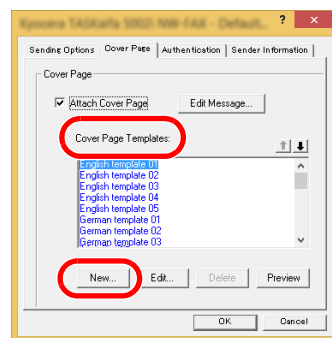 Kyocera TASKalfa 5002i NW-FAX - Default...
Sending Options Cover Page Authentication Sender Information
Cover Page
Attach Cover Page Edit Message...
Cover Page Templates:
English template 01
English template 02
English template 03
English template 04
English template 05
German template 01
German template 02
German template 03
New... Edit... Delete Preview
OK Cancel